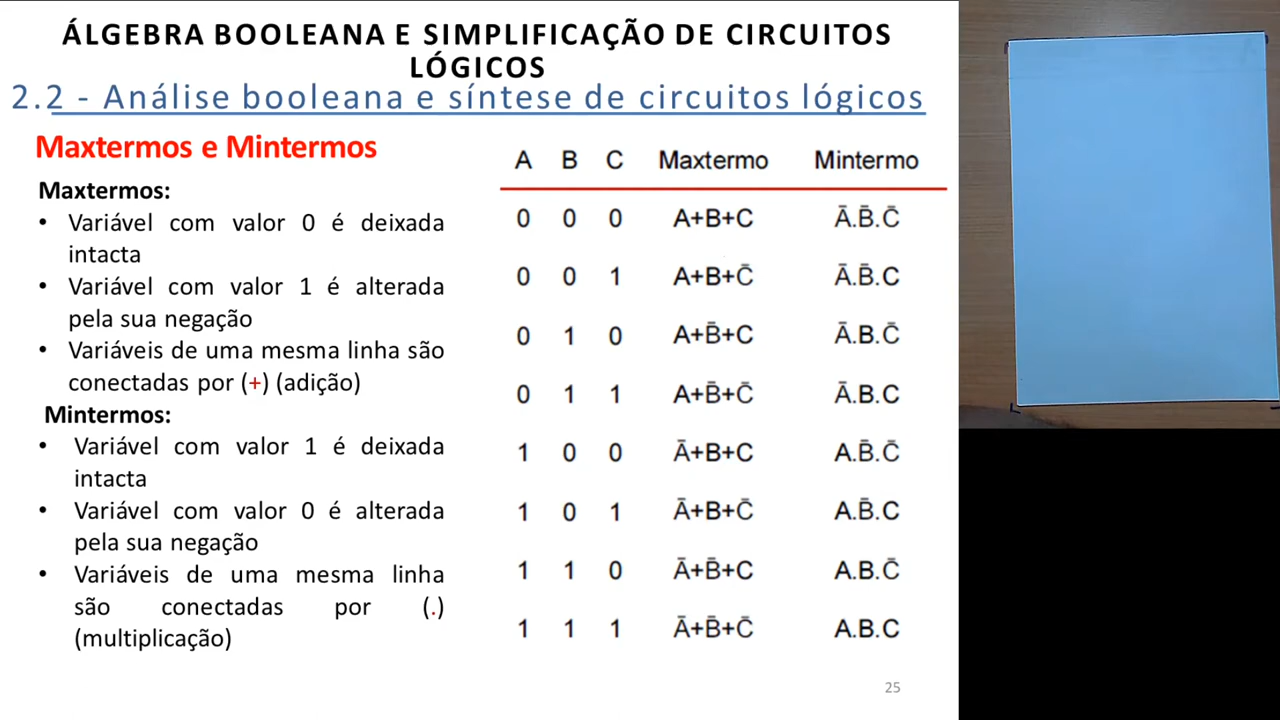 ÁLGEBRA BOOLEANA E SIMPLIFICAÇÃO DE CIRCUITOS
LÓGICOS
2.2 - Análise booleana e síntese de circuitos lógicos
Maxtermos e Mintermos
Maxtermos:
• Variável com valor 0 é deixada
intacta
• Variável com valor 1 é alterada
pela sua negação
• Variáveis de uma mesma linha são
conectadas por (+) (adição)
Mintermos:
• Variável com valor 1 é deixada
intacta
• Variável com valor 0 é alterada
pela sua negação
• Variáveis de uma mesma linha
são conectadas por (.)
(multiplicação)
A B C Maxtermo Mintermo
0 0 0 A+B+C Ā.B̄.C̄
0 0 1 A+B+C̄ Ā.B̄.C
0 1 0 A+B̄+C Ā.B.C̄
0 1 1 A+B̄+C̄ Ā.B.C
1 0 0 Ā+B+C A.B̄.C̄
1 0 1 Ā+B+C̄ A.B̄.C
1 1 0 Ā+B̄+C A.B.C̄
1 1 1 Ā+B̄+C̄ A.B.C
25